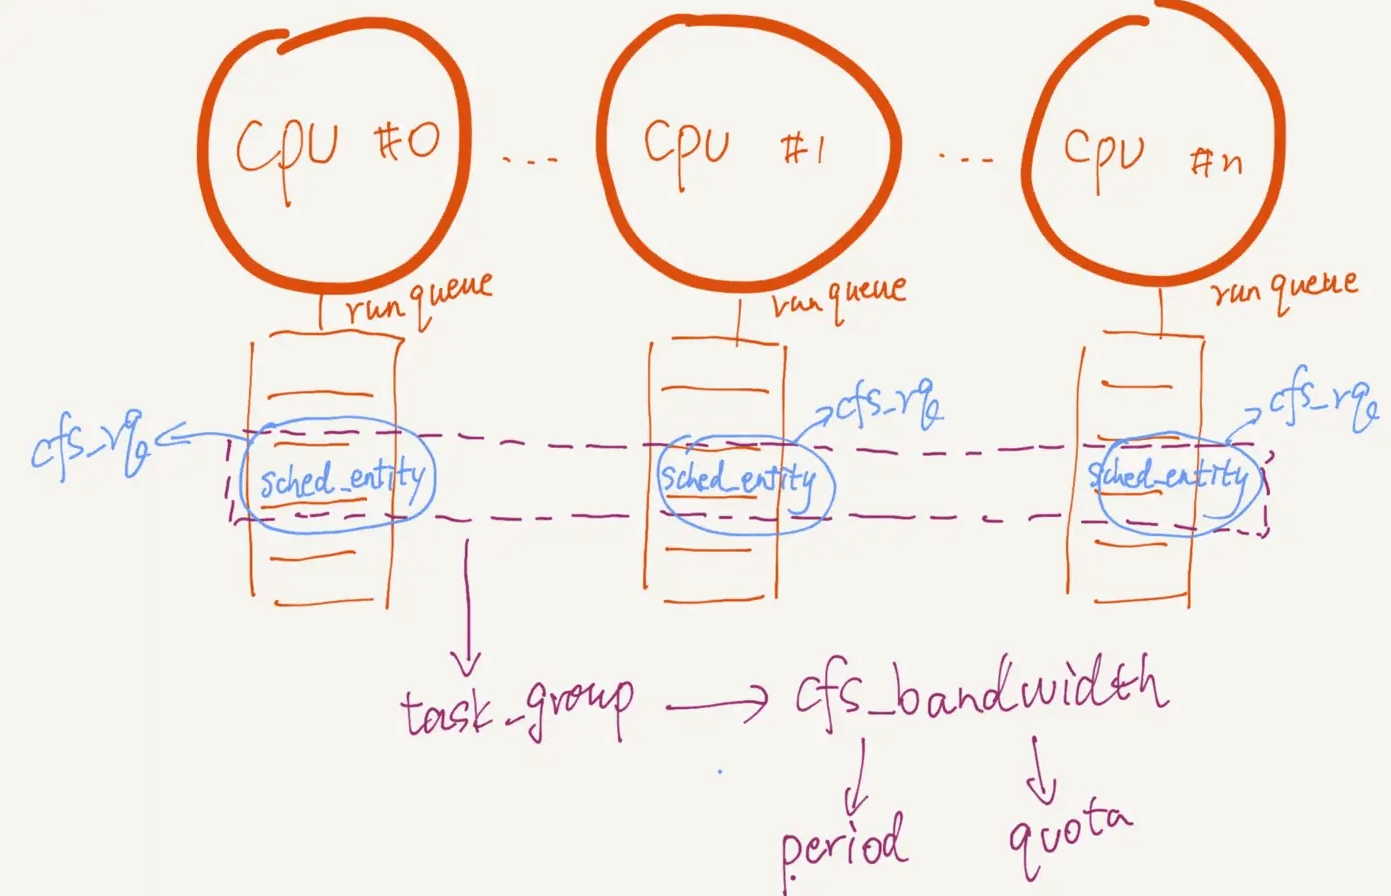 CPU #0 ... CPU #1 ... CPU #n
runqueue runqueue runqueue
cfs_rq cfs_rq cfs_rq
sched_entity sched_entity sched_entity
task_group cfs_bandwidth
period quota